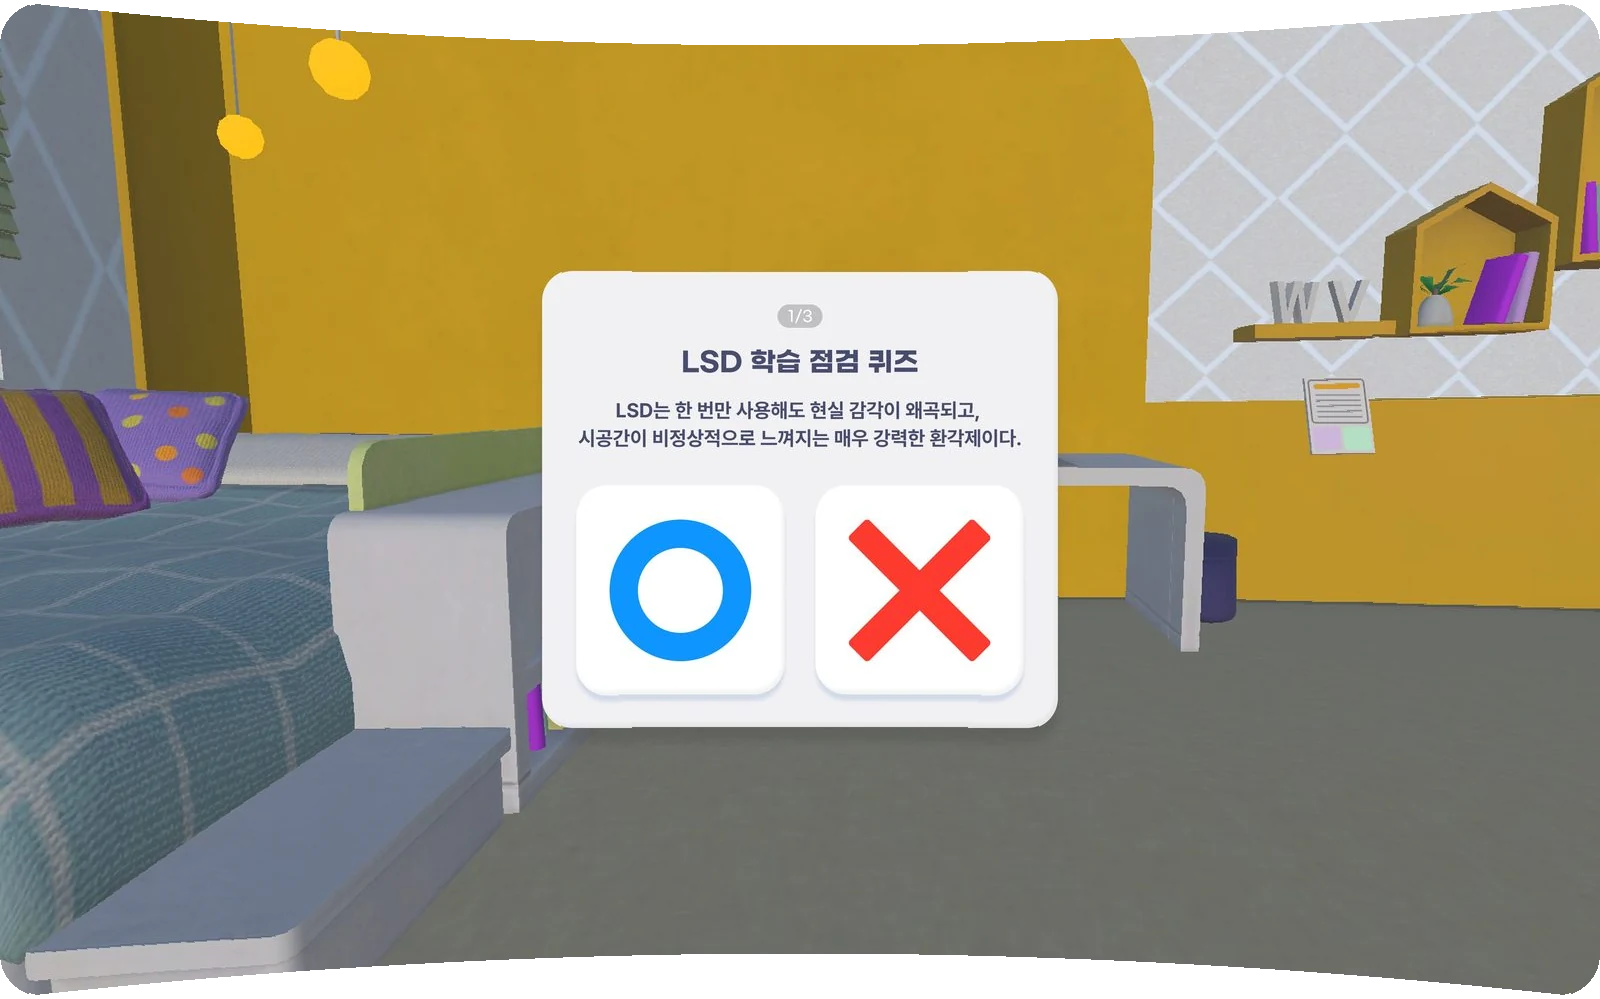 1/3
LSD 학습 점검 퀴즈
LSD는 한 번만 사용해도 현실 감각이 왜곡되고,
시공간이 비정상적으로 느껴지는 매우 강력한 환각제이다.
W V